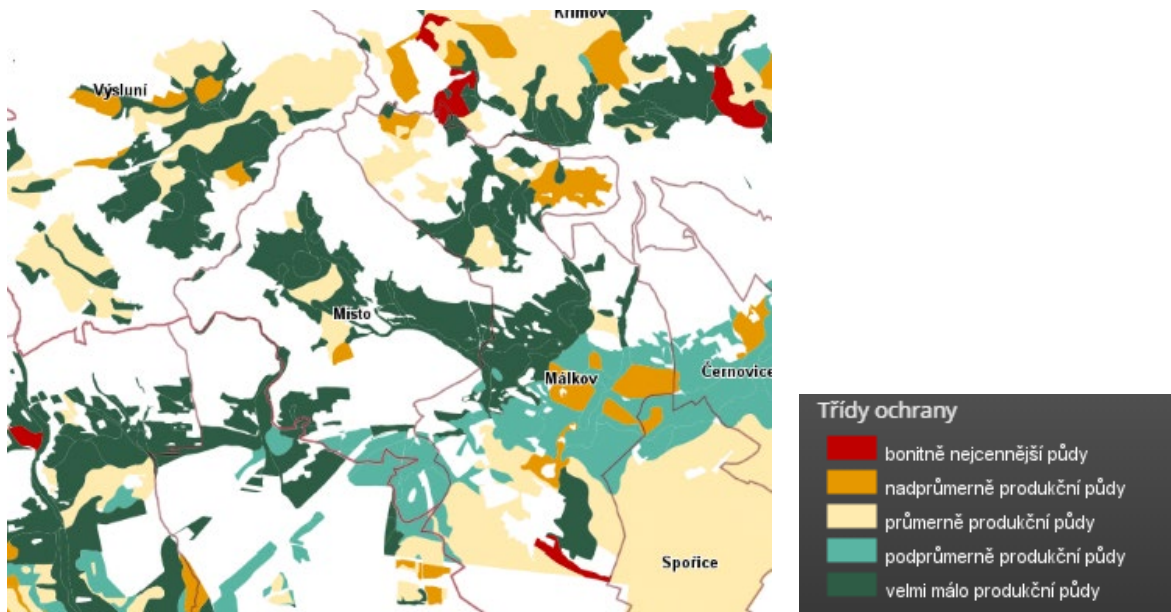 Křimov
Výsluní
Místo
Málkov
Černovice
Spořice
Třídy ochrany
bonitně nejcennější půdy
nadprůmerně produkční půdy
průmerně produkční půdy
podprůmerně produkční půdy
velmi málo produkční půdy